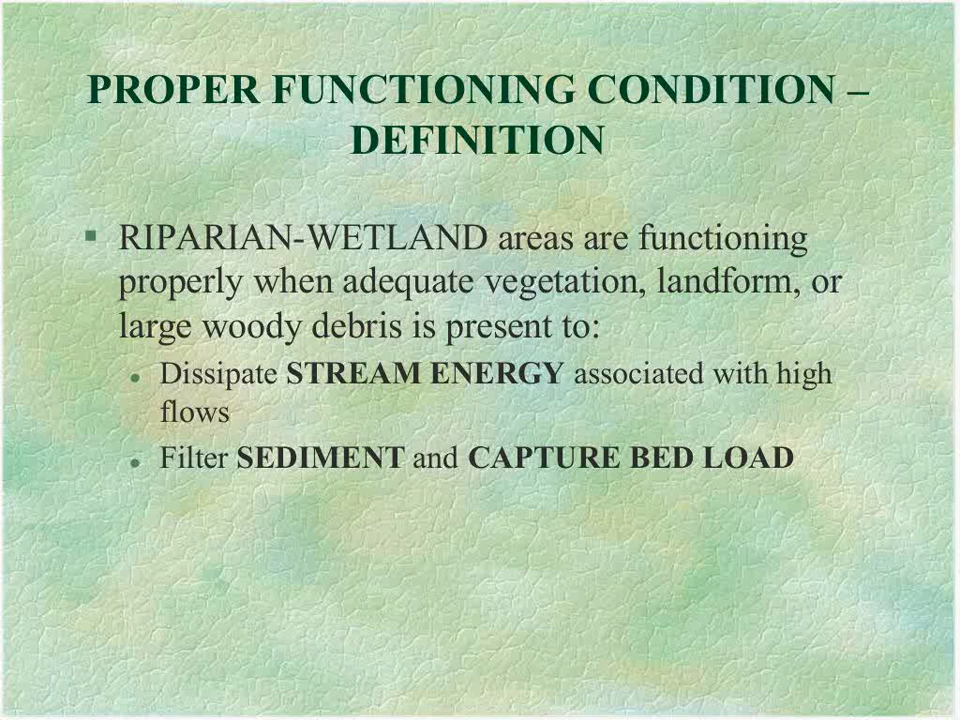 PROPER FUNCTIONING CONDITION –
DEFINITION
▪ RIPARIAN-WETLAND areas are functioning
properly when adequate vegetation, landform, or
large woody debris is present to:
● Dissipate STREAM ENERGY associated with high
flows
● Filter SEDIMENT and CAPTURE BED LOAD